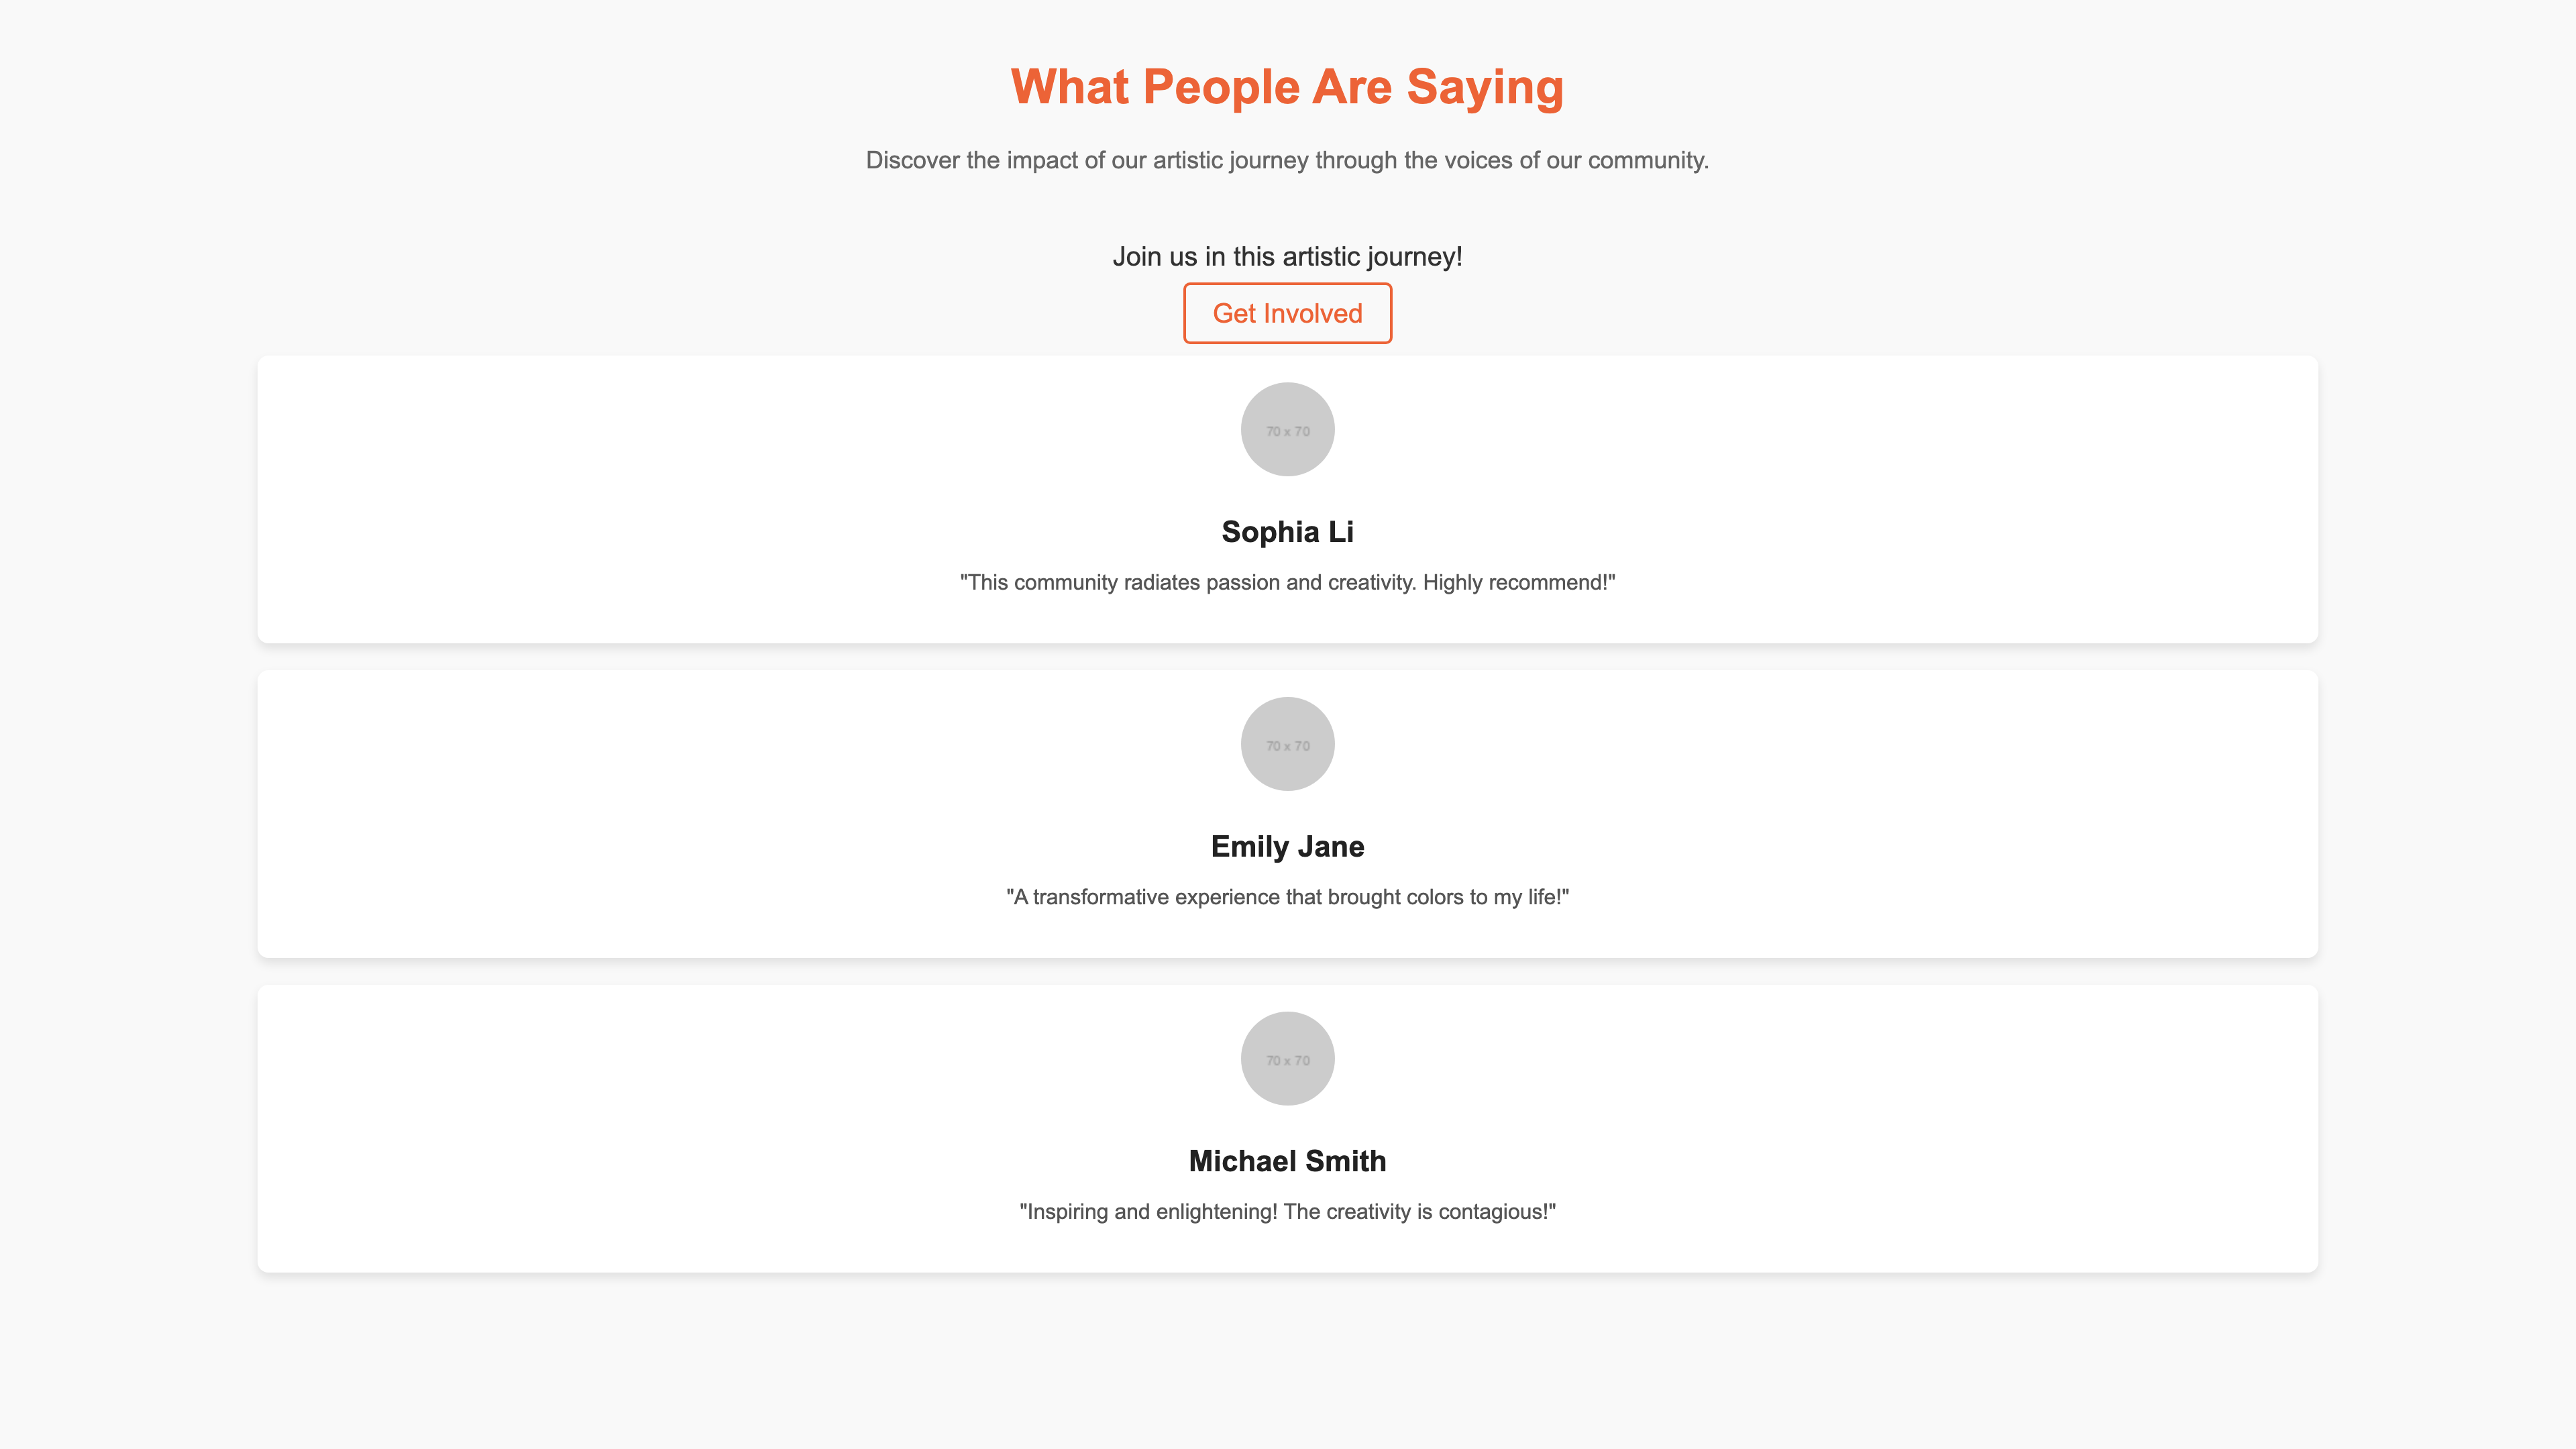 What People Are Saying
Discover the impact of our artistic journey through the voices of our community.
Join us in this artistic journey!
Get Involved
70 x 70
Sophia Li
"This community radiates passion and creativity. Highly recommend!"
70 x 70
Emily Jane
"A transformative experience that brought colors to my life!"
70 x 70
Michael Smith
"Inspiring and enlightening! The creativity is contagious!"